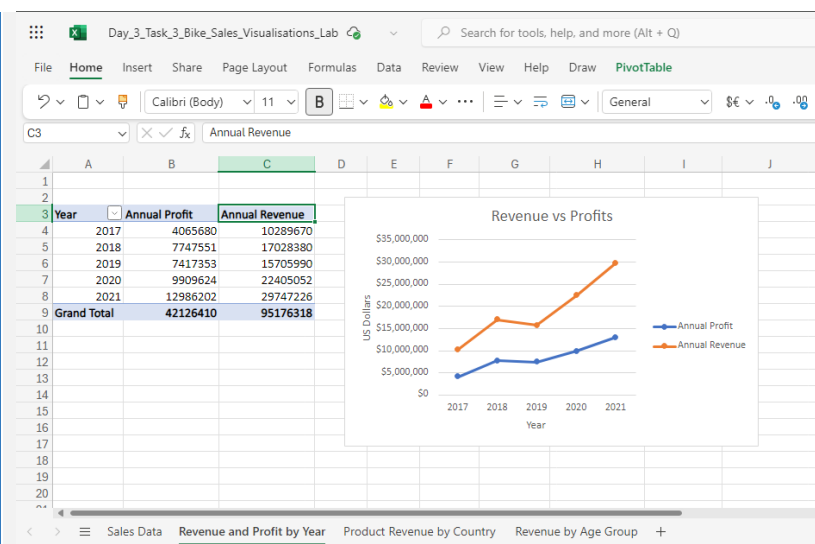 Day_3_Task_3_Bike_Sales_Visualisations_Lab
Search for tools, help, and more (Alt + Q)
File Home Insert Share Page Layout Formulas Data Review View Help Draw PivotTable
Calibri (Body) 11 B A General $€ .0 .00
C3 fx Annual Revenue
A B C D E F G H I J
1
2
3 Year Annual Profit Annual Revenue
4 2017 4065680 10289670
5 2018 7747551 17028380
6 2019 7417353 15705990
7 2020 9909624 22405052
8 2021 12986202 29747226
9 Grand Total 42126410 95176318
10
11
12
13
14
15
16
17
18
19
20
Revenue vs Profits
$35,000,000
$30,000,000
$25,000,000
$20,000,000
$15,000,000
$10,000,000
$5,000,000
$0
US Dollars
2017 2018 2019 2020 2021
Year
Annual Profit
Annual Revenue
Sales Data Revenue and Profit by Year Product Revenue by Country Revenue by Age Group